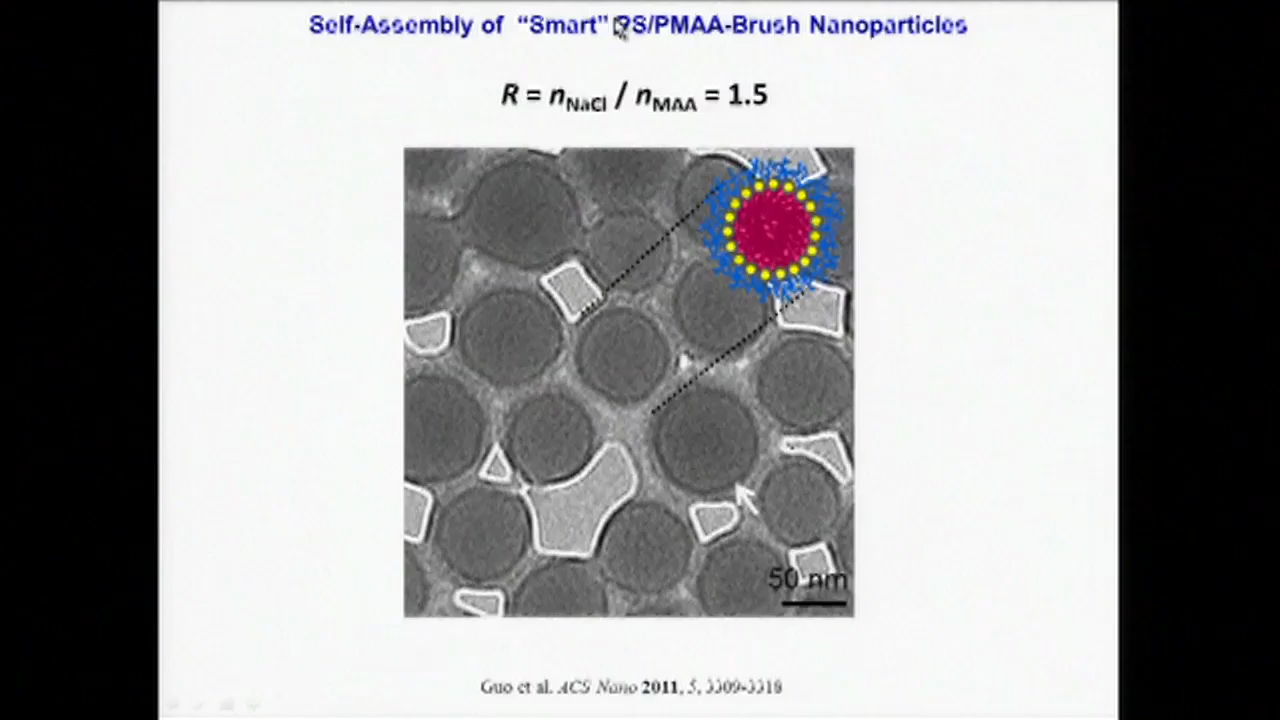 Self-Assembly of “Smart” PS/PMAA-Brush Nanoparticles
R = nNaCl / nMAA = 1.5
50 nm
Guo et al. ACS Nano 2011, 5, 3309-3318